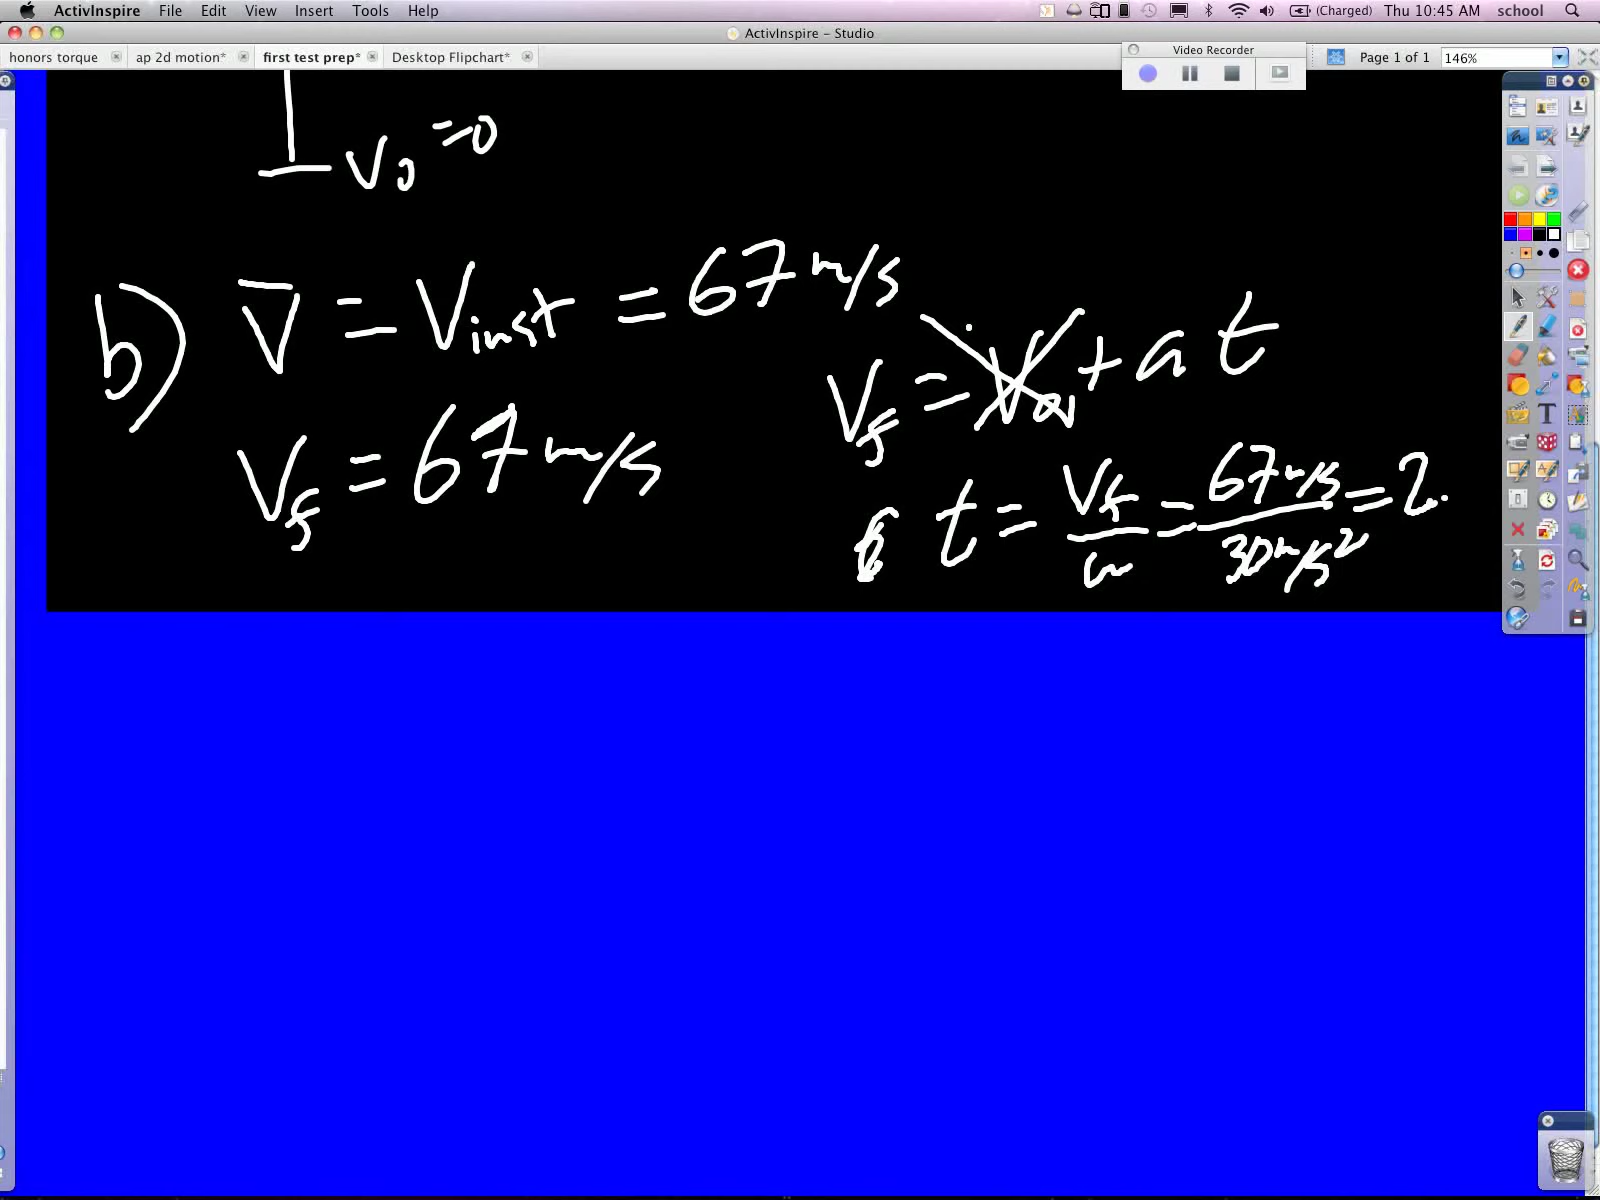 ActivInspire File Edit View Insert Tools Help (Charged) Thu 10:45 AM school
ActivInspire – Studio
honors torque ap 2d motion* first test prep* Desktop Flipchart* Video Recorder Page 1 of 1 146%
V₀ =0
b) V̅ = Vinst = 67 m/s
Vf = V₀ + a t
Vf = 67 m/s
t = Vf/a = 67 m/s / 30 m/s² = 2.